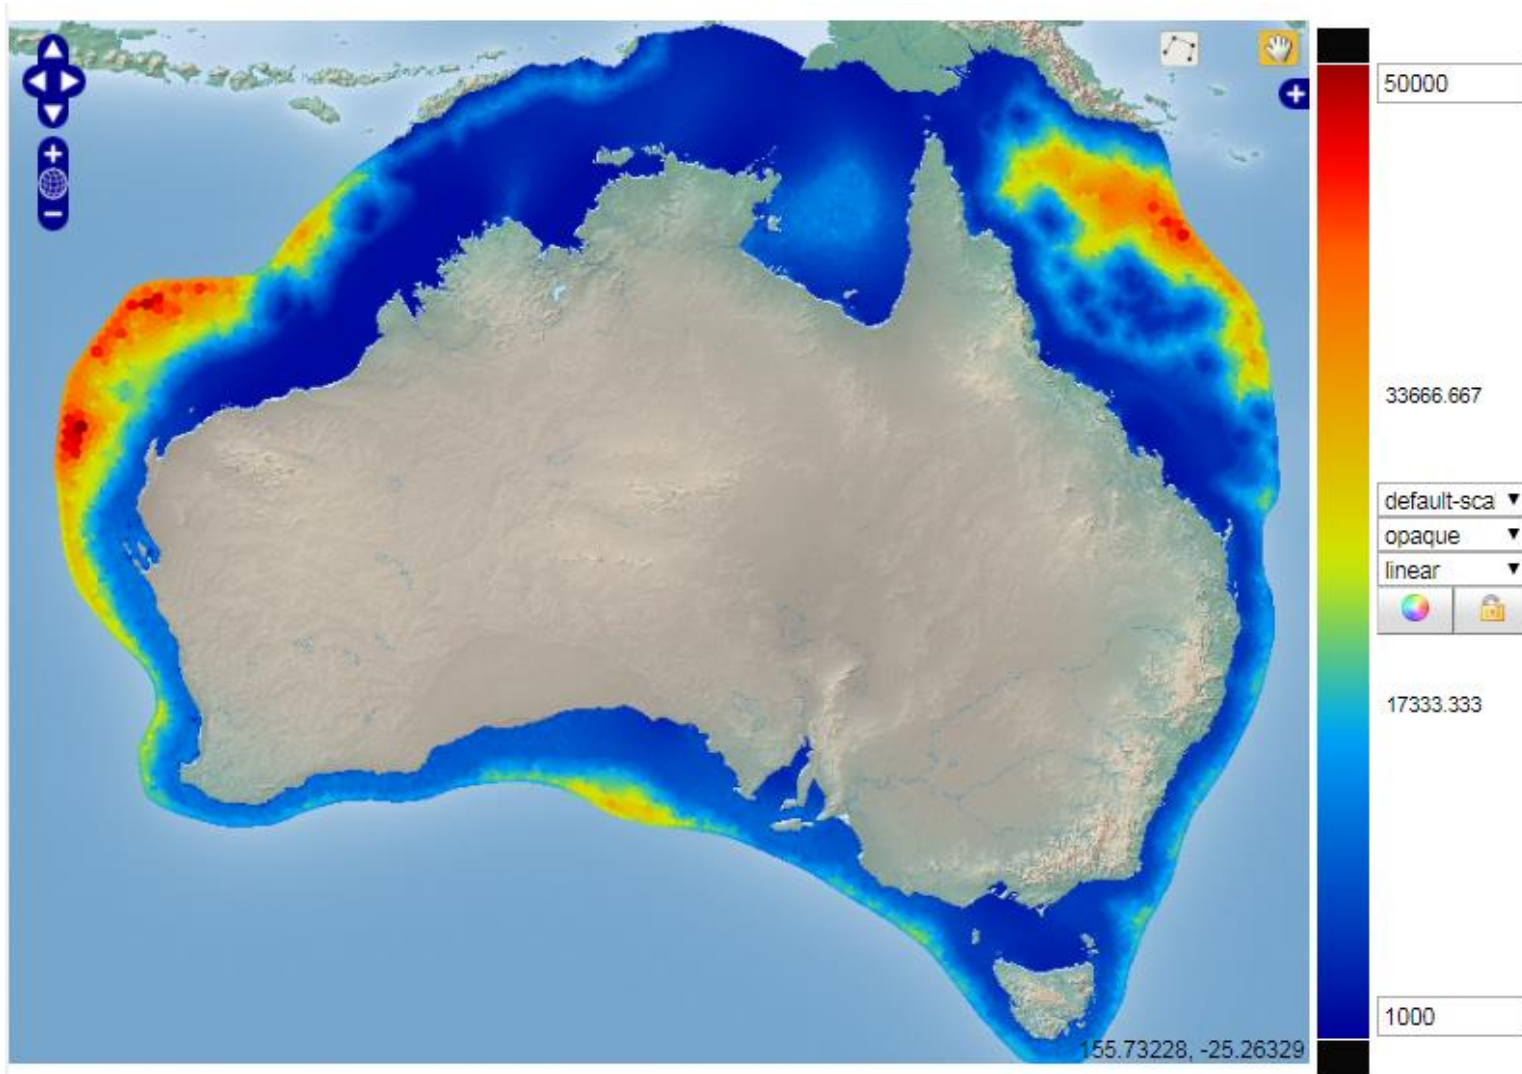 50000
33666.667
default-sca
opaque
linear
17333.333
1000
155.73228, -25.26329